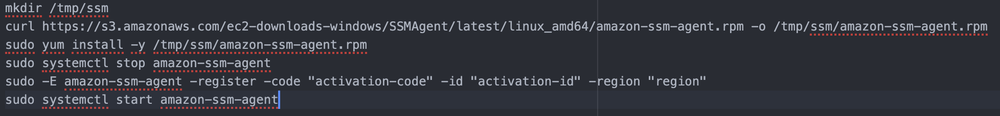 mkdir /tmp/ssm
curl https://s3.amazonaws.com/ec2-downloads-windows/SSMAgent/latest/linux_amd64/amazon-ssm-agent.rpm -o /tmp/ssm/amazon-ssm-agent.rpm
sudo yum install -y /tmp/ssm/amazon-ssm-agent.rpm
sudo systemctl stop amazon-ssm-agent
sudo -E amazon-ssm-agent -register -code "activation-code" -id "activation-id" -region "region"
sudo systemctl start amazon-ssm-agent